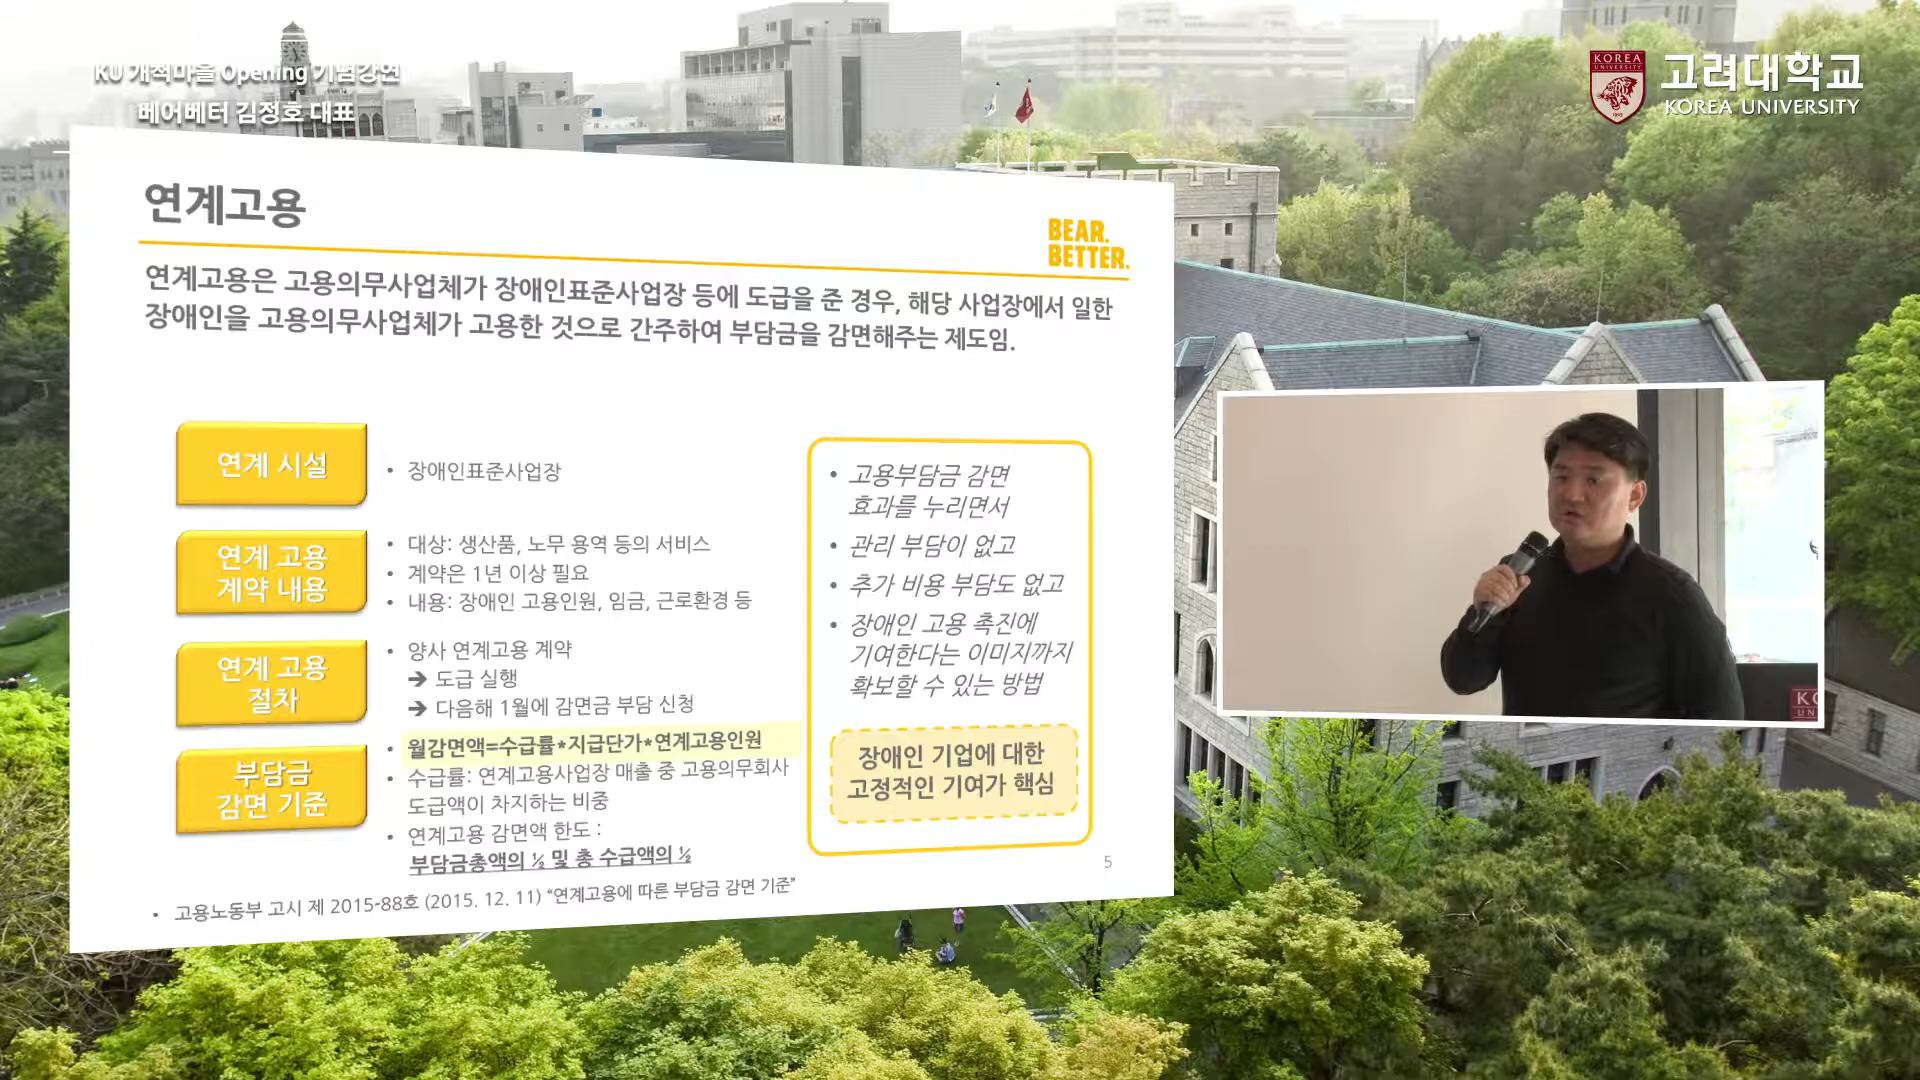 KU 개척마을 Opening 기념강연
베어베터 김정호 대표
KOREA
UNIVERSITY
1905
고려대학교
KOREA UNIVERSITY
연계고용
BEAR.
BETTER.
연계고용은 고용의무사업체가 장애인표준사업장 등에 도급을 준 경우, 해당 사업장에서 일한
장애인을 고용의무사업체가 고용한 것으로 간주하여 부담금을 감면해주는 제도임.
연계 시설
• 장애인표준사업장
연계 고용
계약 내용
• 대상: 생산품, 노무 용역 등의 서비스
• 계약은 1년 이상 필요
• 내용: 장애인 고용인원, 임금, 근로환경 등
연계 고용
절차
• 양사 연계고용 계약
➔ 도급 실행
➔ 다음해 1월에 감면금 부담 신청
부담금
감면 기준
• 월감면액=수급률*지급단가*연계고용인원
• 수급률: 연계고용사업장 매출 중 고용의무회사
도급액이 차지하는 비중
• 연계고용 감면액 한도 :
부담금총액의 ½ 및 총 수급액의 ½
• 고용부담금 감면
효과를 누리면서
• 관리 부담이 없고
• 추가 비용 부담도 없고
• 장애인 고용 촉진에
기여한다는 이미지까지
확보할 수 있는 방법
장애인 기업에 대한
고정적인 기여가 핵심
5
• 고용노동부 고시 제 2015-88호 (2015. 12. 11) “연계고용에 따른 부담금 감면 기준”